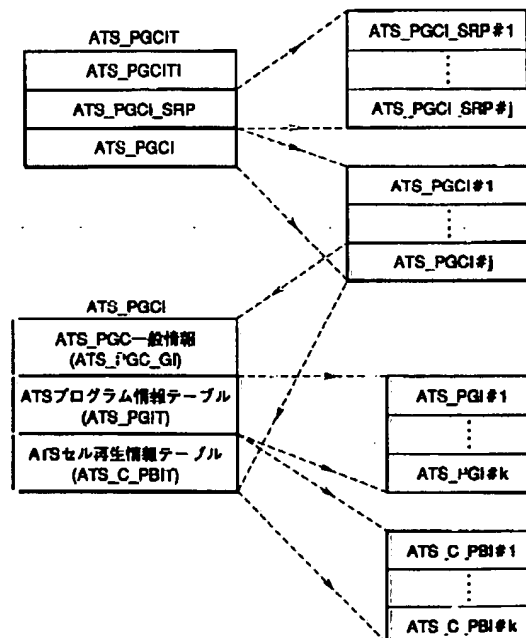 ATS_PGCIT
ATS_PGCITI
ATS_PGCI_SRP
ATS_PGCI
ATS_PGCI_SRP#1
ATS_PGCI_SRP#j
ATS_PGCI#1
ATS_PGCI#j
ATS_PGCI
ATS_PGC一般情報
(ATS_PGC_GI)
ATSプログラム情報テーブル
(ATS_PGIT)
ATSセル再生情報テーブル
(ATS_C_PBIT)
ATS_PGI#1
ATS_PGI#k
ATS_C_PBI#1
ATS_C_PBI#k